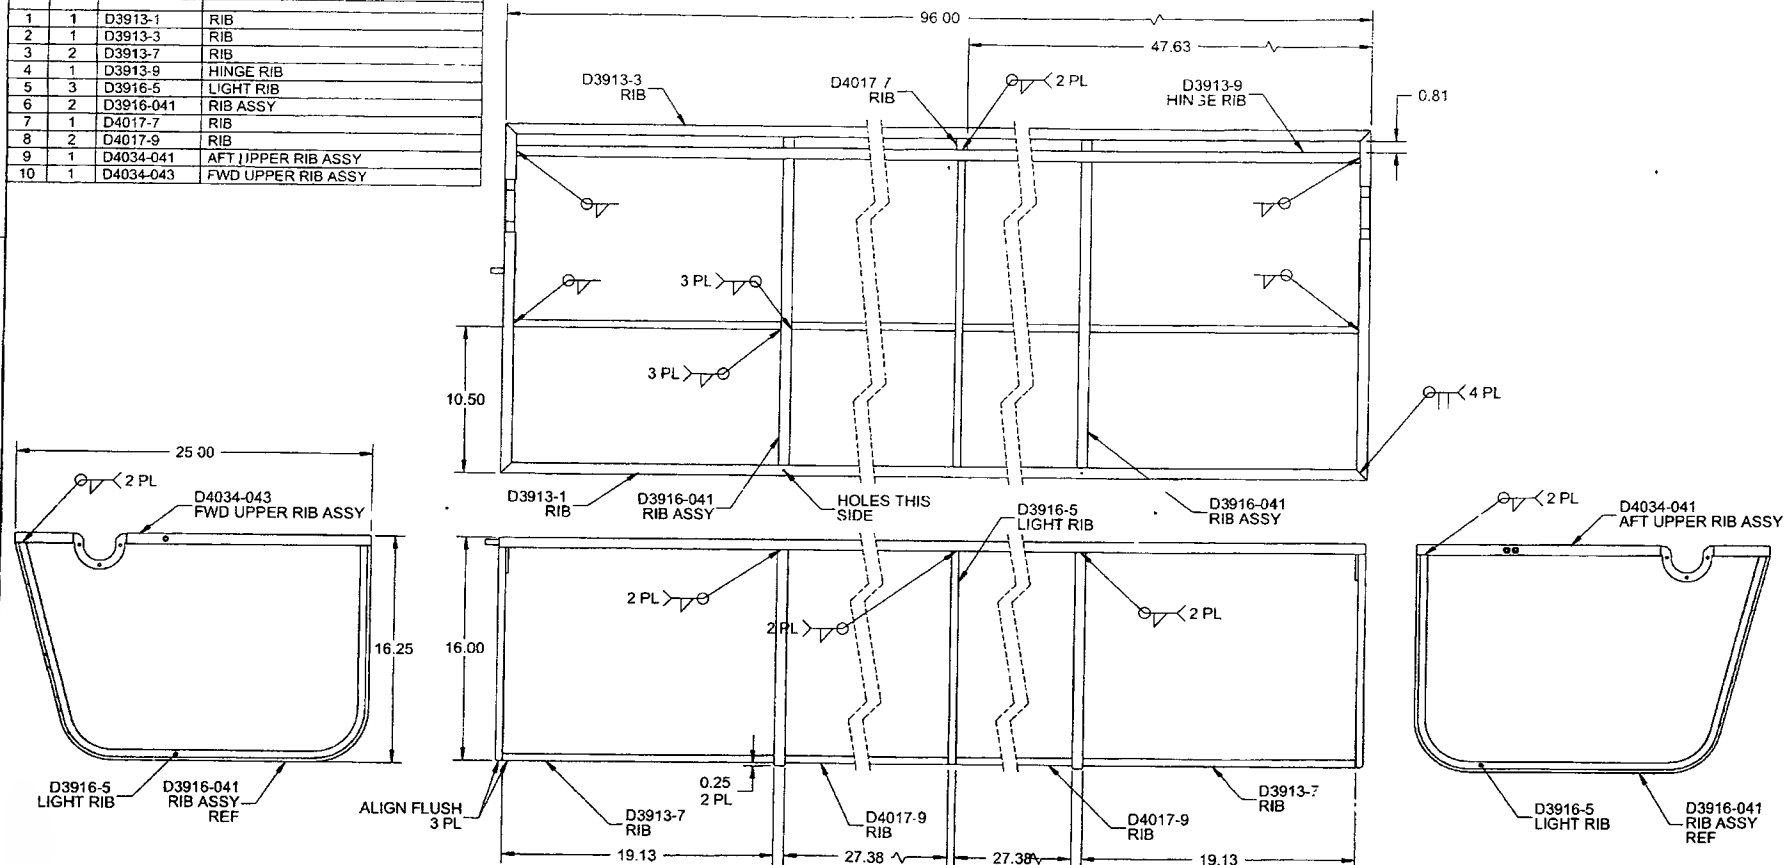 1 1 D3913-1 RIB
2 1 D3913-3 RIB
3 2 D3913-7 RIB
4 1 D3913-9 HINGE RIB
5 3 D3916-5 LIGHT RIB
6 2 D3916-041 RIB ASSY
7 1 D4017-7 RIB
8 2 D4017-9 RIB
9 1 D4034-041 AFT UPPER RIB ASSY
10 1 D4034-043 FWD UPPER RIB ASSY
96.00
47.63
D3913-3
RIB
D4017-7
RIB
2 PL
D3913-9
HINGE RIB
0.81
3 PL
3 PL
10.50
4 PL
D3913-1
RIB
D3916-041
RIB ASSY
HOLES THIS
SIDE
D3916-5
LIGHT RIB
D3916-041
RIB ASSY
25.00
2 PL
D4034-043
FWD UPPER RIB ASSY
16.25
D3916-5
LIGHT RIB
D3916-041
RIB ASSY
REF
16.00
2 PL
2 PL
2 PL
0.25
2 PL
ALIGN FLUSH
3 PL
D3913-7
RIB
D4017-9
RIB
D4017-9
RIB
D3913-7
RIB
19.13
27.38
27.38
19.13
2 PL
D4034-041
AFT UPPER RIB ASSY
D3916-5
LIGHT RIB
D3916-041
RIB ASSY
REF